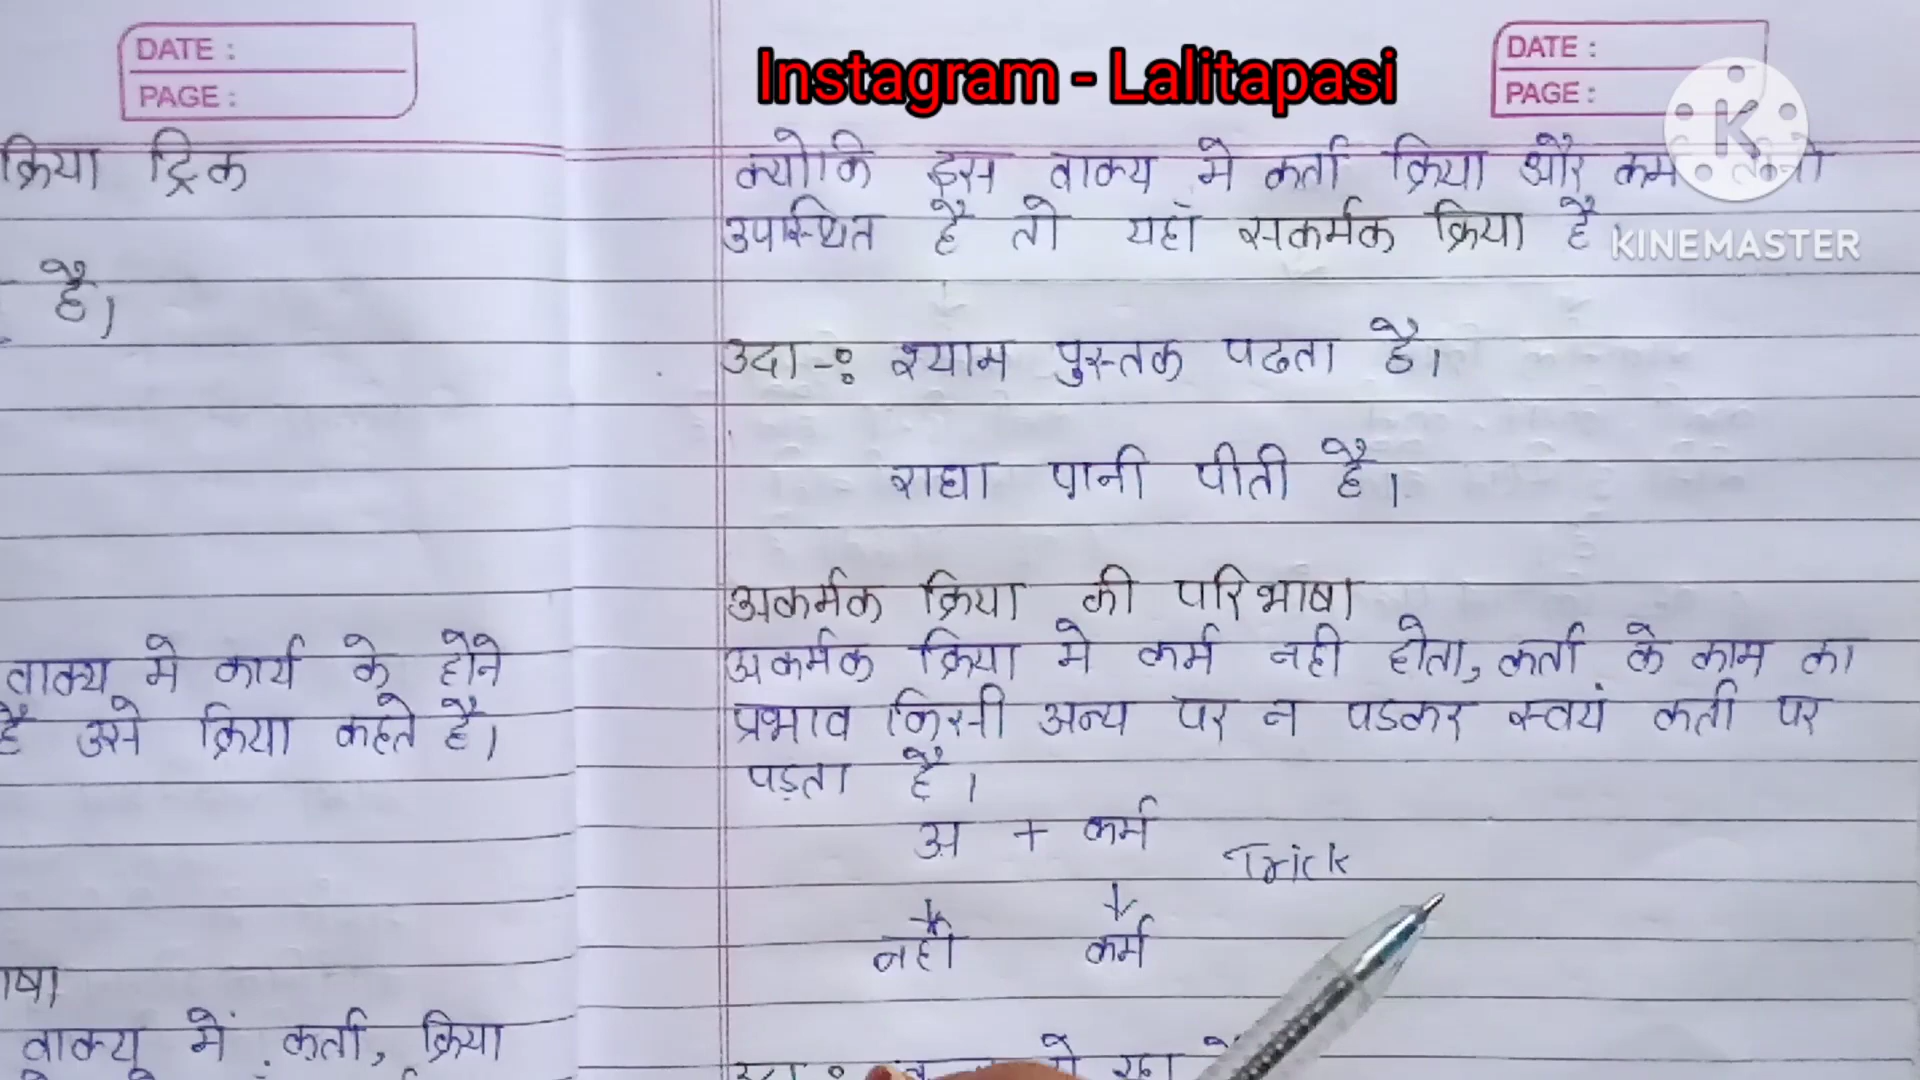 DATE :
PAGE :
क्रिया ट्रिक
है।
वाक्य मे कार्य के होने
है उसे क्रिया कहते है।
वाक्य में कर्ता, क्रिया
Instagram - Lalitapasi
DATE :
PAGE :
K
KINEMASTER
क्योकि इस वाक्य मे कर्ता क्रिया और कर्म
उपस्थित है तो यहाँ सकर्मक क्रिया है
उदा-: श्याम पुस्तक पढता है।
राधा पानी पीती है।
अकर्मक क्रिया की परिभाषा
अकर्मक क्रिया मे कर्म नही होता, कर्ता के काम का
प्रभाव किसी अन्य पर न पडकर स्वयं कर्ता पर
पड़ता है।
अ + कर्म
Trick
नही कर्म